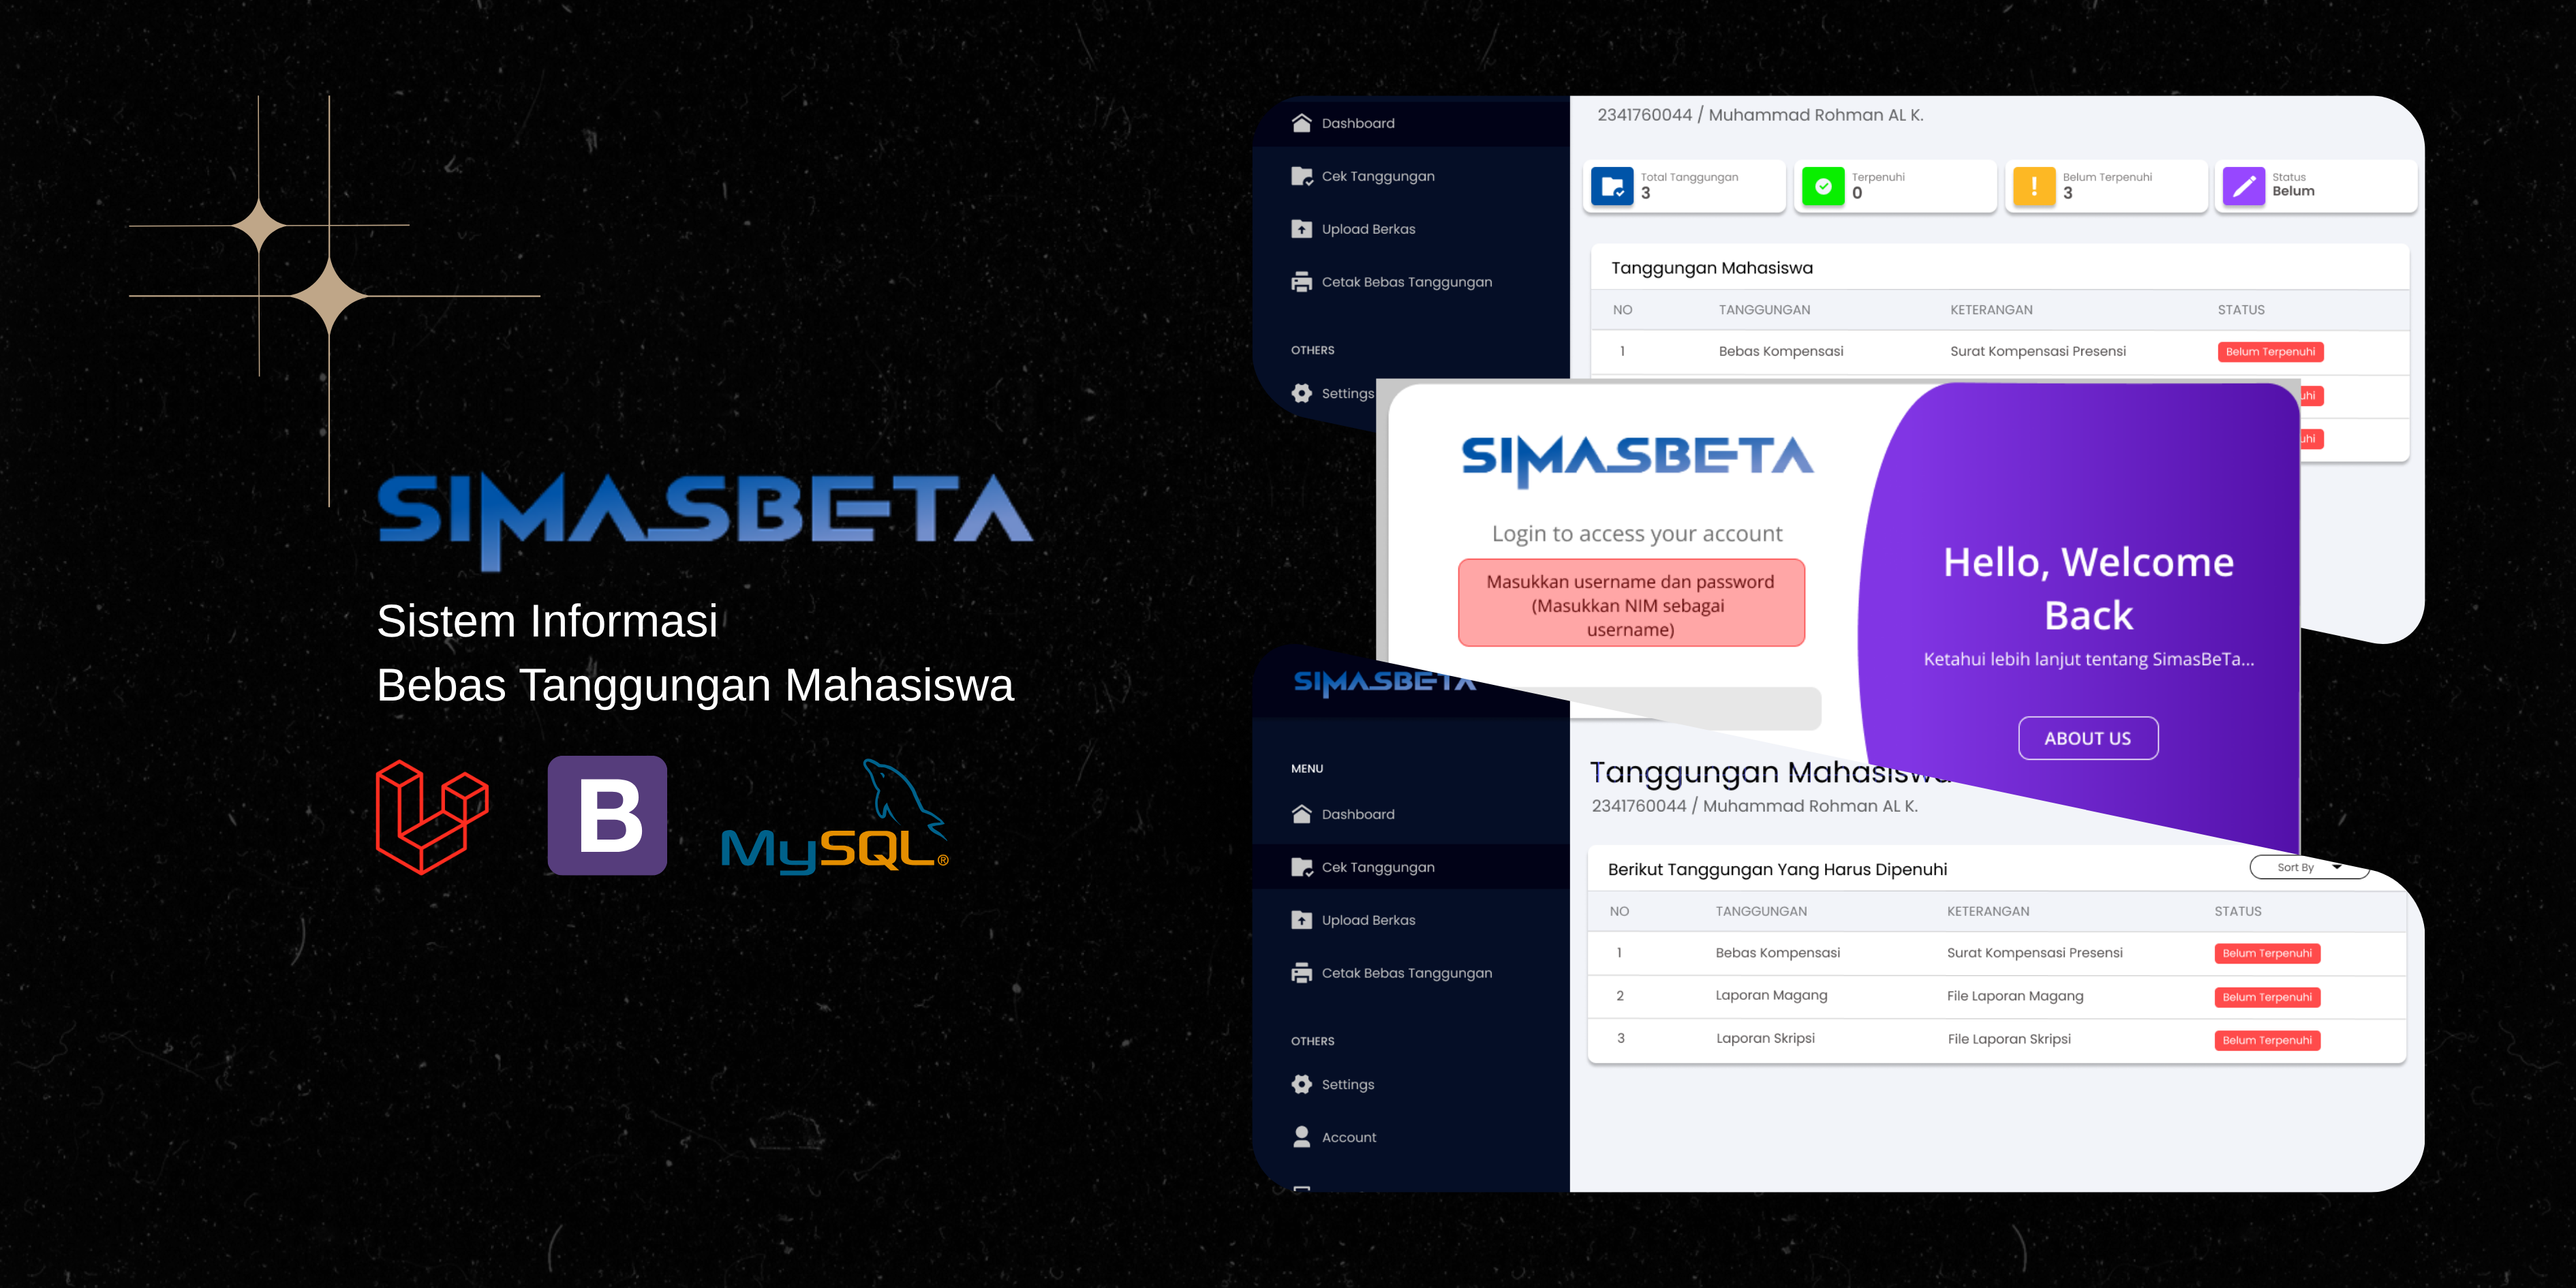 SIMASBETA
Sistem Informasi
Bebas Tanggungan Mahasiswa
B
MySQL®
Dashboard
Cek Tanggungan
Upload Berkas
Cetak Bebas Tanggungan
OTHERS
Settings
2341760044 / Muhammad Rohman AL K.
Total Tanggungan
3
Terpenuhi
0
Belum Terpenuhi
3
Status
Belum
Tanggungan Mahasiswa
NO TANGGUNGAN KETERANGAN STATUS
1 Bebas Kompensasi Surat Kompensasi Presensi Belum Terpenuhi
SIMASBETA
Login to access your account
Masukkan username dan password
(Masukkan NIM sebagai
username)
Hello, Welcome
Back
Ketahui lebih lanjut tentang SimasBeTa...
ABOUT US
SIMASBETA
MENU
Dashboard
Cek Tanggungan
Upload Berkas
Cetak Bebas Tanggungan
OTHERS
Settings
Account
Tanggungan Mahasiswa
2341760044 / Muhammad Rohman AL K.
Berikut Tanggungan Yang Harus Dipenuhi Sort By
NO TANGGUNGAN KETERANGAN STATUS
1 Bebas Kompensasi Surat Kompensasi Presensi Belum Terpenuhi
2 Laporan Magang File Laporan Magang Belum Terpenuhi
3 Laporan Skripsi File Laporan Skripsi Belum Terpenuhi